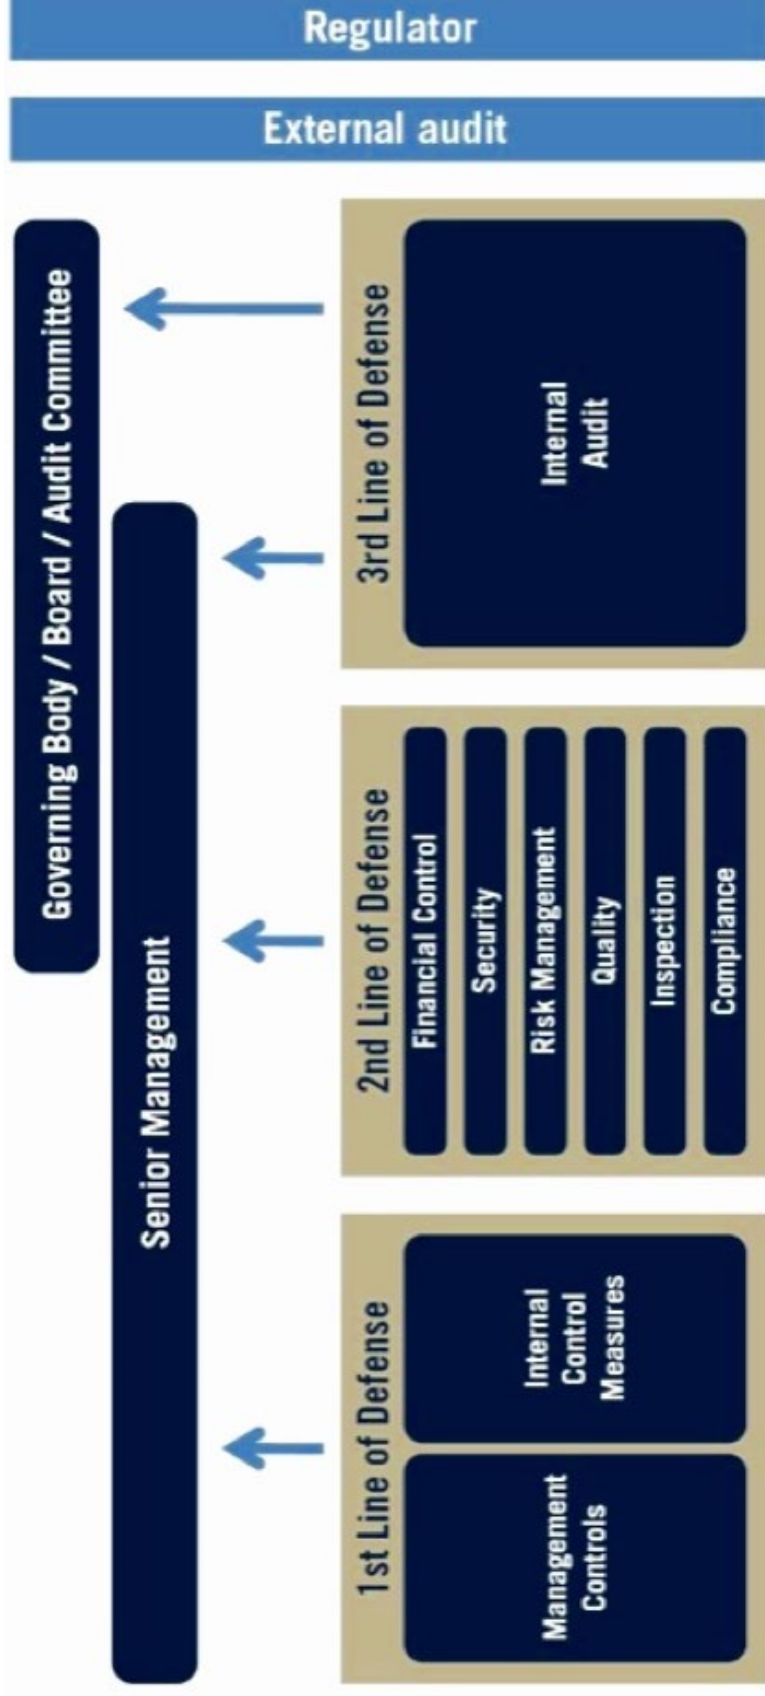 Governing Body / Board / Audit Committee
Senior Management
1st Line of Defense
Management
Controls
Internal
Control
Measures
2nd Line of Defense
Financial Control
Security
Risk Management
Quality
Inspection
Compliance
3rd Line of Defense
Internal
Audit
External audit
Regulator